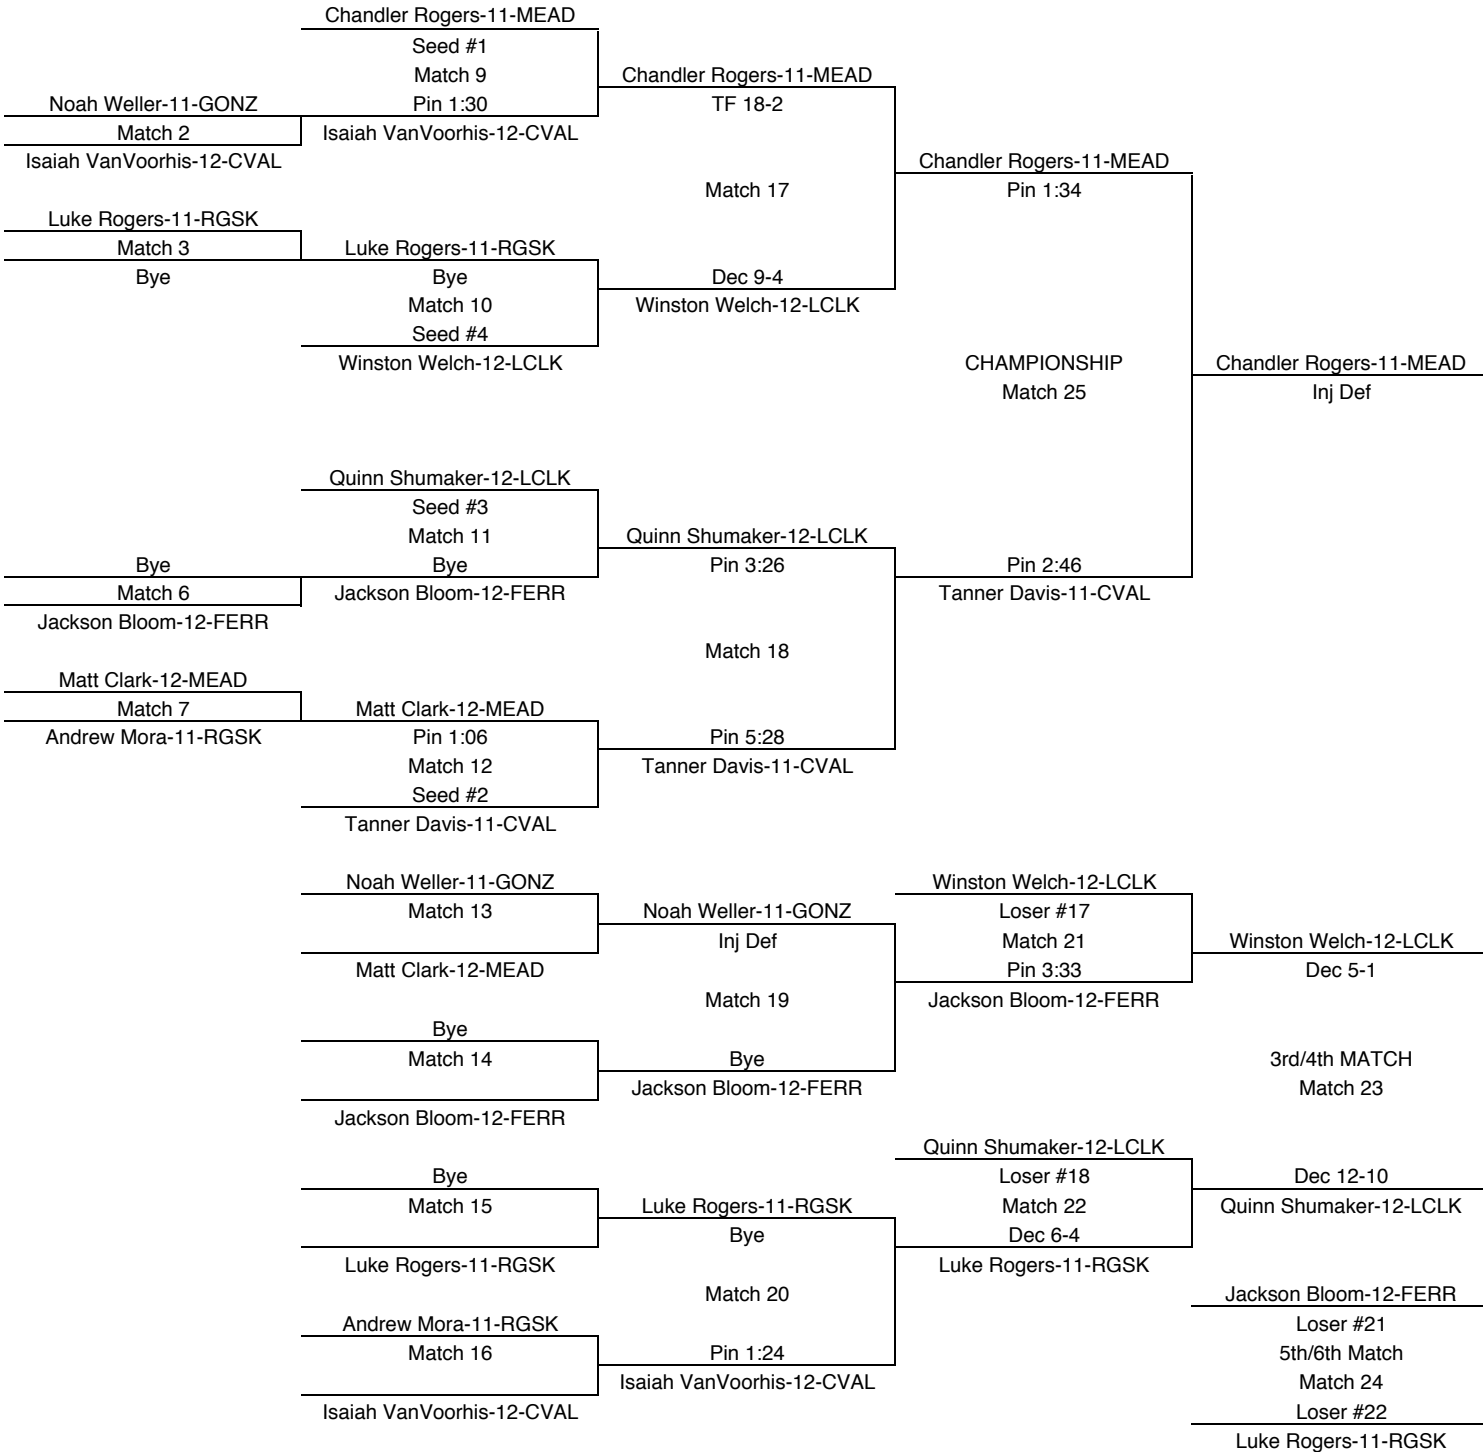 Chandler Rogers-11-MEAD
Seed #1
Match 9
Chandler Rogers-11-MEAD
Noah Weller-11-GONZ
Pin 1:30
TF 18-2
Match 2
Isaiah VanVoorhis-12-CVAL
Isaiah VanVoorhis-12-CVAL
Chandler Rogers-11-MEAD
Match 17
Pin 1:34
Luke Rogers-11-RGSK
Match 3
Luke Rogers-11-RGSK
Bye
Bye
Dec 9-4
Match 10
Winston Welch-12-LCLK
Seed #4
Winston Welch-12-LCLK
CHAMPIONSHIP
Chandler Rogers-11-MEAD
Match 25
Inj Def
Quinn Shumaker-12-LCLK
Seed #3
Match 11
Quinn Shumaker-12-LCLK
Bye
Bye
Pin 3:26
Pin 2:46
Match 6
Jackson Bloom-12-FERR
Tanner Davis-11-CVAL
Jackson Bloom-12-FERR
Match 18
Matt Clark-12-MEAD
Match 7
Matt Clark-12-MEAD
Andrew Mora-11-RGSK
Pin 1:06
Pin 5:28
Match 12
Tanner Davis-11-CVAL
Seed #2
Tanner Davis-11-CVAL
Noah Weller-11-GONZ
Winston Welch-12-LCLK
Match 13
Noah Weller-11-GONZ
Loser #17
Inj Def
Match 21
Winston Welch-12-LCLK
Matt Clark-12-MEAD
Pin 3:33
Dec 5-1
Match 19
Jackson Bloom-12-FERR
Bye
Match 14
Bye
3rd/4th MATCH
Jackson Bloom-12-FERR
Match 23
Jackson Bloom-12-FERR
Quinn Shumaker-12-LCLK
Bye
Loser #18
Dec 12-10
Match 15
Luke Rogers-11-RGSK
Match 22
Quinn Shumaker-12-LCLK
Bye
Dec 6-4
Luke Rogers-11-RGSK
Luke Rogers-11-RGSK
Match 20
Jackson Bloom-12-FERR
Andrew Mora-11-RGSK
Loser #21
Match 16
Pin 1:24
5th/6th Match
Isaiah VanVoorhis-12-CVAL
Match 24
Isaiah VanVoorhis-12-CVAL
Loser #22
Luke Rogers-11-RGSK